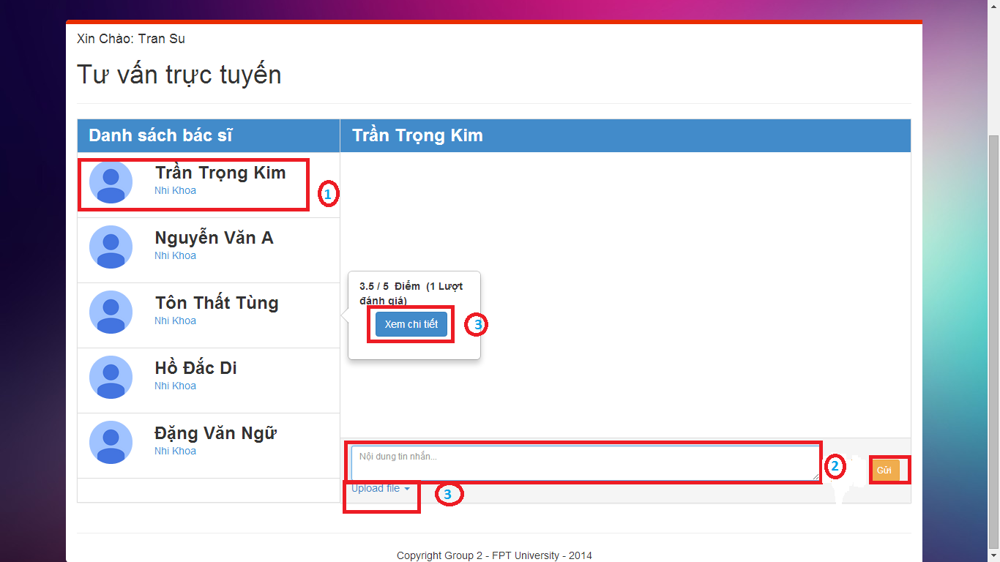 Xin Chào: Tran Su
Tư vấn trực tuyến
Danh sách bác sĩ
Trần Trọng Kim
Trần Trọng Kim
Nhi Khoa
1
Nguyễn Văn A
Nhi Khoa
Tôn Thất Tùng
Nhi Khoa
Hồ Đắc Di
Nhi Khoa
Đặng Văn Ngữ
Nhi Khoa
3.5 / 5 Điểm (1 Lượt
đánh giá)
Xem chi tiết
3
Nội dung tin nhắn...
2
Gửi
Upload file
3
Copyright Group 2 - FPT University - 2014